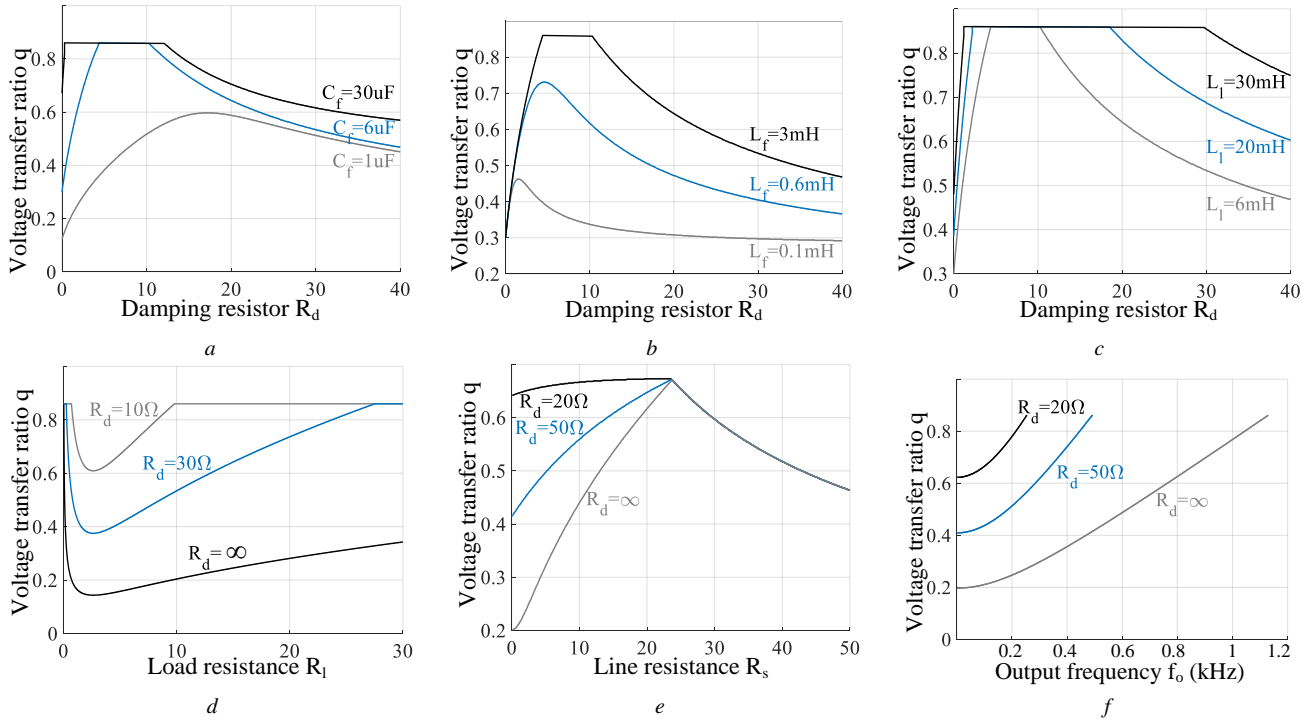 Voltage transfer ratio q
0.8
0.6
0.4
0.2
0
C_f=30uF
C_f=6uF
C_f=1uF
0 10 20 30 40
Damping resistor R_d
a
Voltage transfer ratio q
0.9
0.8
0.7
0.6
0.5
0.4
0.3
0.2
L_f=3mH
L_f=0.6mH
L_f=0.1mH
0 10 20 30 40
Damping resistor R_d
b
Voltage transfer ratio q
0.9
0.8
0.7
0.6
0.5
0.4
0.3
L_l=30mH
L_l=20mH
L_l=6mH
0 10 20 30 40
Damping resistor R_d
c
Voltage transfer ratio q
0.8
0.6
0.4
0.2
0
R_d=10Ω
R_d=30Ω
R_d=∞
0 10 20 30
Load resistance R_l
d
Voltage transfer ratio q
0.6
0.5
0.4
0.3
0.2
R_d=20Ω
R_d=50Ω
R_d=∞
0 10 20 30 40 50
Line resistance R_s
e
Voltage transfer ratio q
0.8
0.6
0.4
0.2
0
R_d=20Ω
R_d=50Ω
R_d=∞
0 0.2 0.4 0.6 0.8 1 1.2
Output frequency f_o (kHz)
f